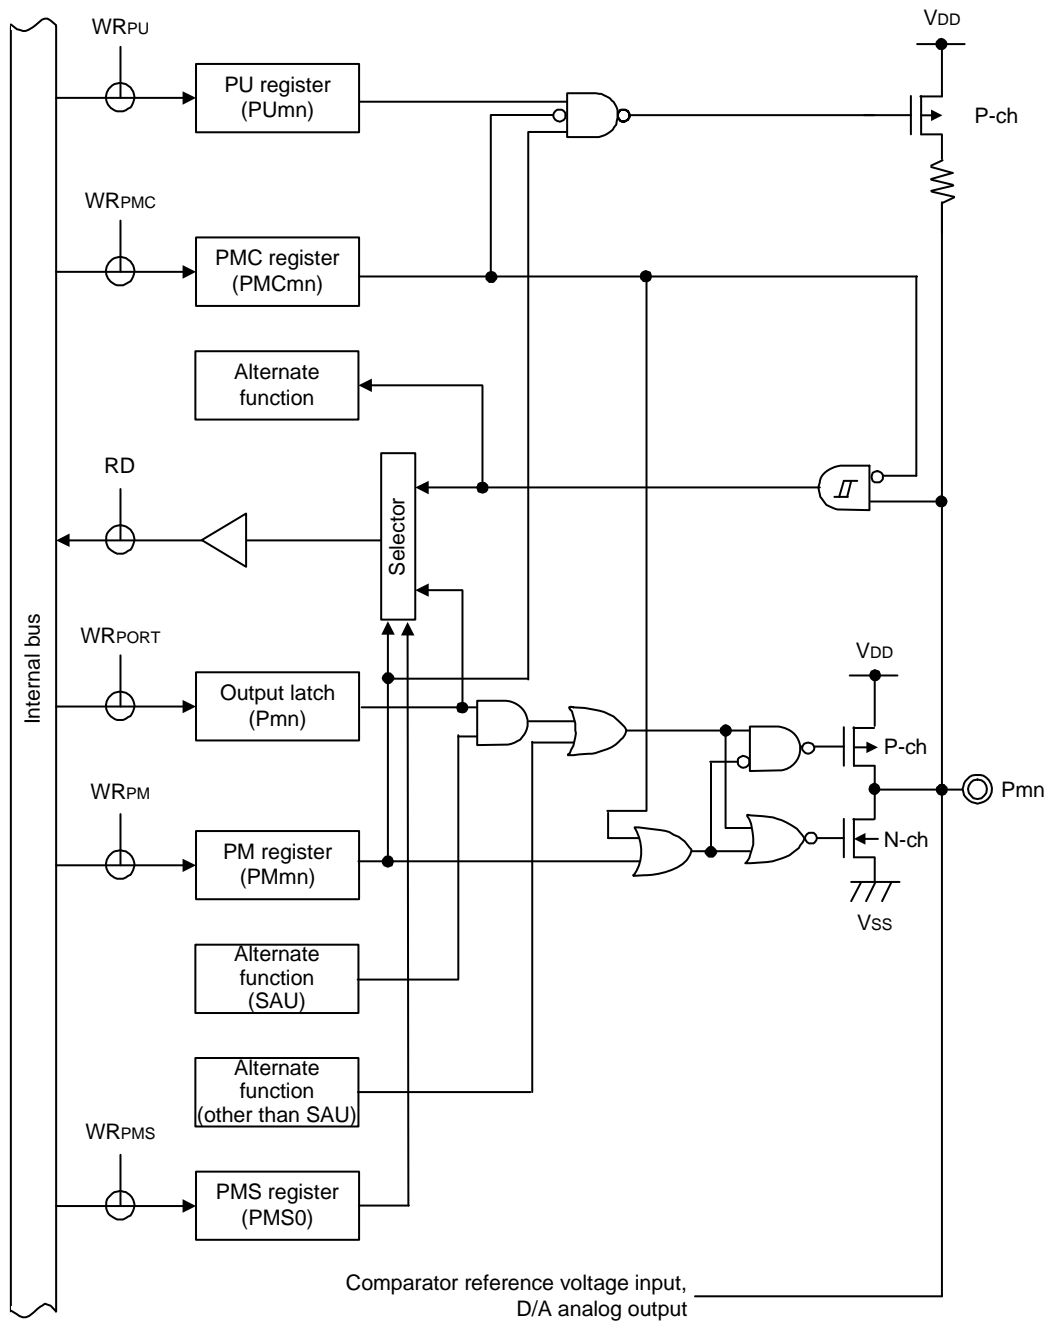 WRPU
VDD
PU register
(PUmn)
P-ch
WRPMC
PMC register
(PMCmn)
Alternate
function
RD
Selector
Internal bus
WRPORT
VDD
Output latch
(Pmn)
P-ch
WRPM
Pmn
PM register
(PMmn)
N-ch
VSS
Alternate
function
(SAU)
Alternate
function
(other than SAU)
WRPMS
PMS register
(PMS0)
Comparator reference voltage input,
D/A analog output